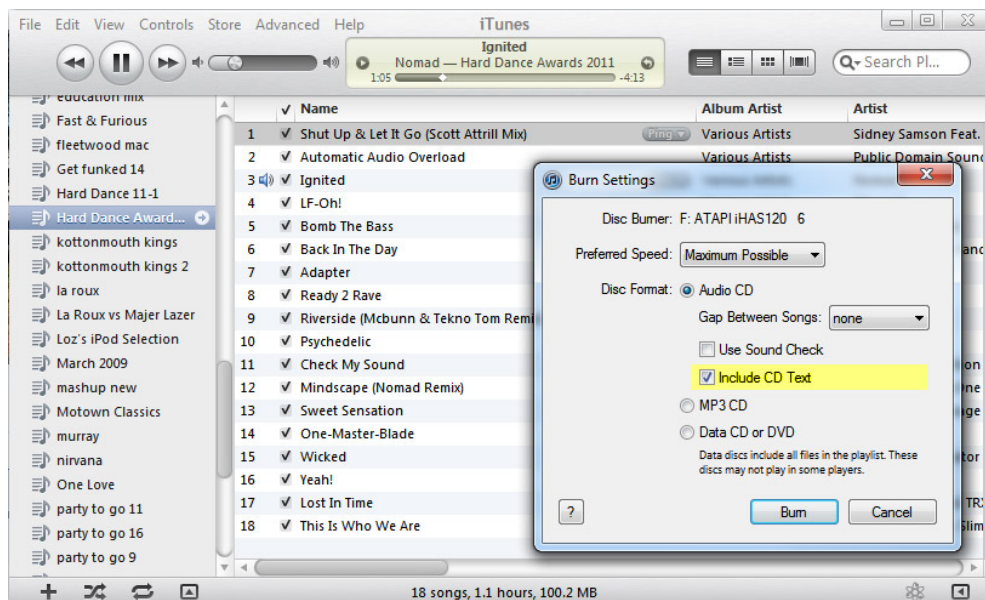 File Edit View Controls Store Advanced Help iTunes
Ignited
Nomad — Hard Dance Awards 2011
1:05 -4:13
Search Pl...
education mix
Fast & Furious
fleetwood mac
Get funked 14
Hard Dance 11-1
Hard Dance Award...
kottonmouth kings
kottonmouth kings 2
la roux
La Roux vs Majer Lazer
Loz's iPod Selection
March 2009
mashup new
Motown Classics
murray
nirvana
One Love
party to go 11
party to go 16
party to go 9
Name Album Artist Artist
1 Shut Up & Let It Go (Scott Attrill Mix) Ping Various Artists Sidney Samson Feat.
2 Automatic Audio Overload Various Artists Public Domain Soun
3 Ignited
4 LF-Oh!
5 Bomb The Bass
6 Back In The Day
7 Adapter
8 Ready 2 Rave
9 Riverside (Mcbunn & Tekno Tom Remi
10 Psychedelic
11 Check My Sound
12 Mindscape (Nomad Remix)
13 Sweet Sensation
14 One-Master-Blade
15 Wicked
16 Yeah!
17 Lost In Time
18 This Is Who We Are
Burn Settings
Disc Burner: F: ATAPI iHAS120 6
Preferred Speed: Maximum Possible
Disc Format: Audio CD
Gap Between Songs: none
Use Sound Check
Include CD Text
MP3 CD
Data CD or DVD
Data discs include all files in the playlist. These
discs may not play in some players.
? Burn Cancel
18 songs, 1.1 hours, 100.2 MB